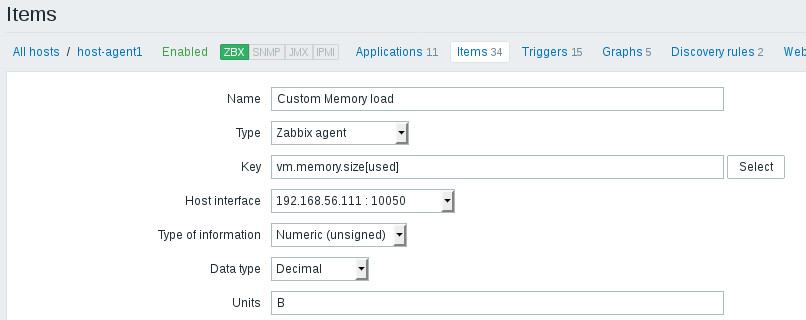 Items
All hosts / host-agent1 Enabled ZBX SNMP JMX IPMI Applications 11 Items 34 Triggers 15 Graphs 5 Discovery rules 2 Web
Name Custom Memory load
Type Zabbix agent
Key vm.memory.size[used] Select
Host interface 192.168.56.111 : 10050
Type of information Numeric (unsigned)
Data type Decimal
Units B